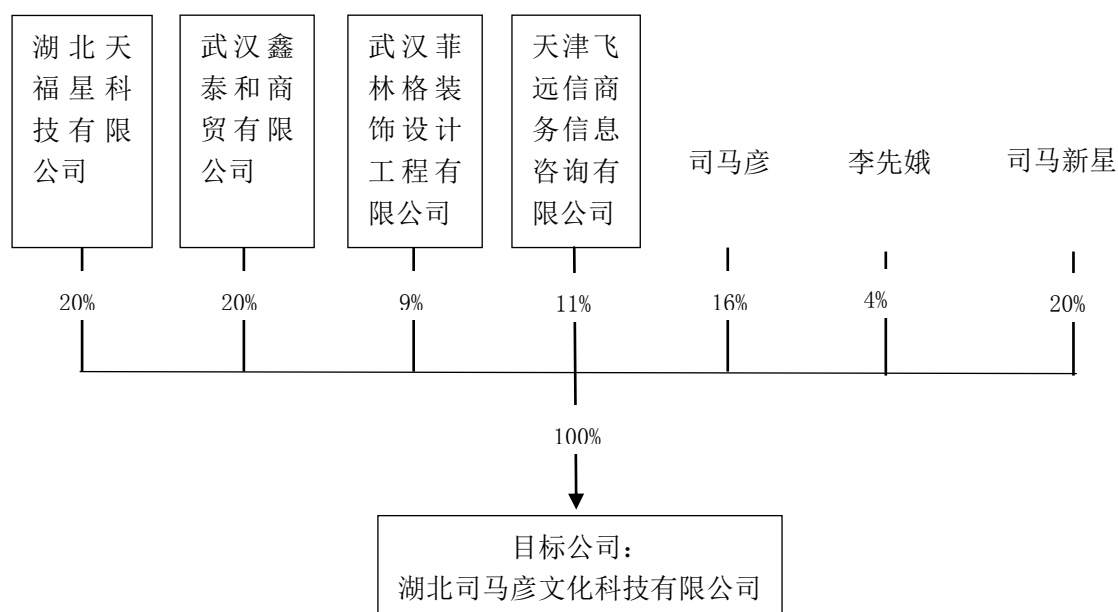 湖北天
福星科
技有限
公司
武汉鑫
泰和商
贸有限
公司
武汉菲
林格装
饰设计
工程有
限公司
天津飞
远信商
务信息
咨询有
限公司
司马彦
李先娥
司马新星
20%
20%
9%
11%
16%
4%
20%
100%
目标公司：
湖北司马彦文化科技有限公司